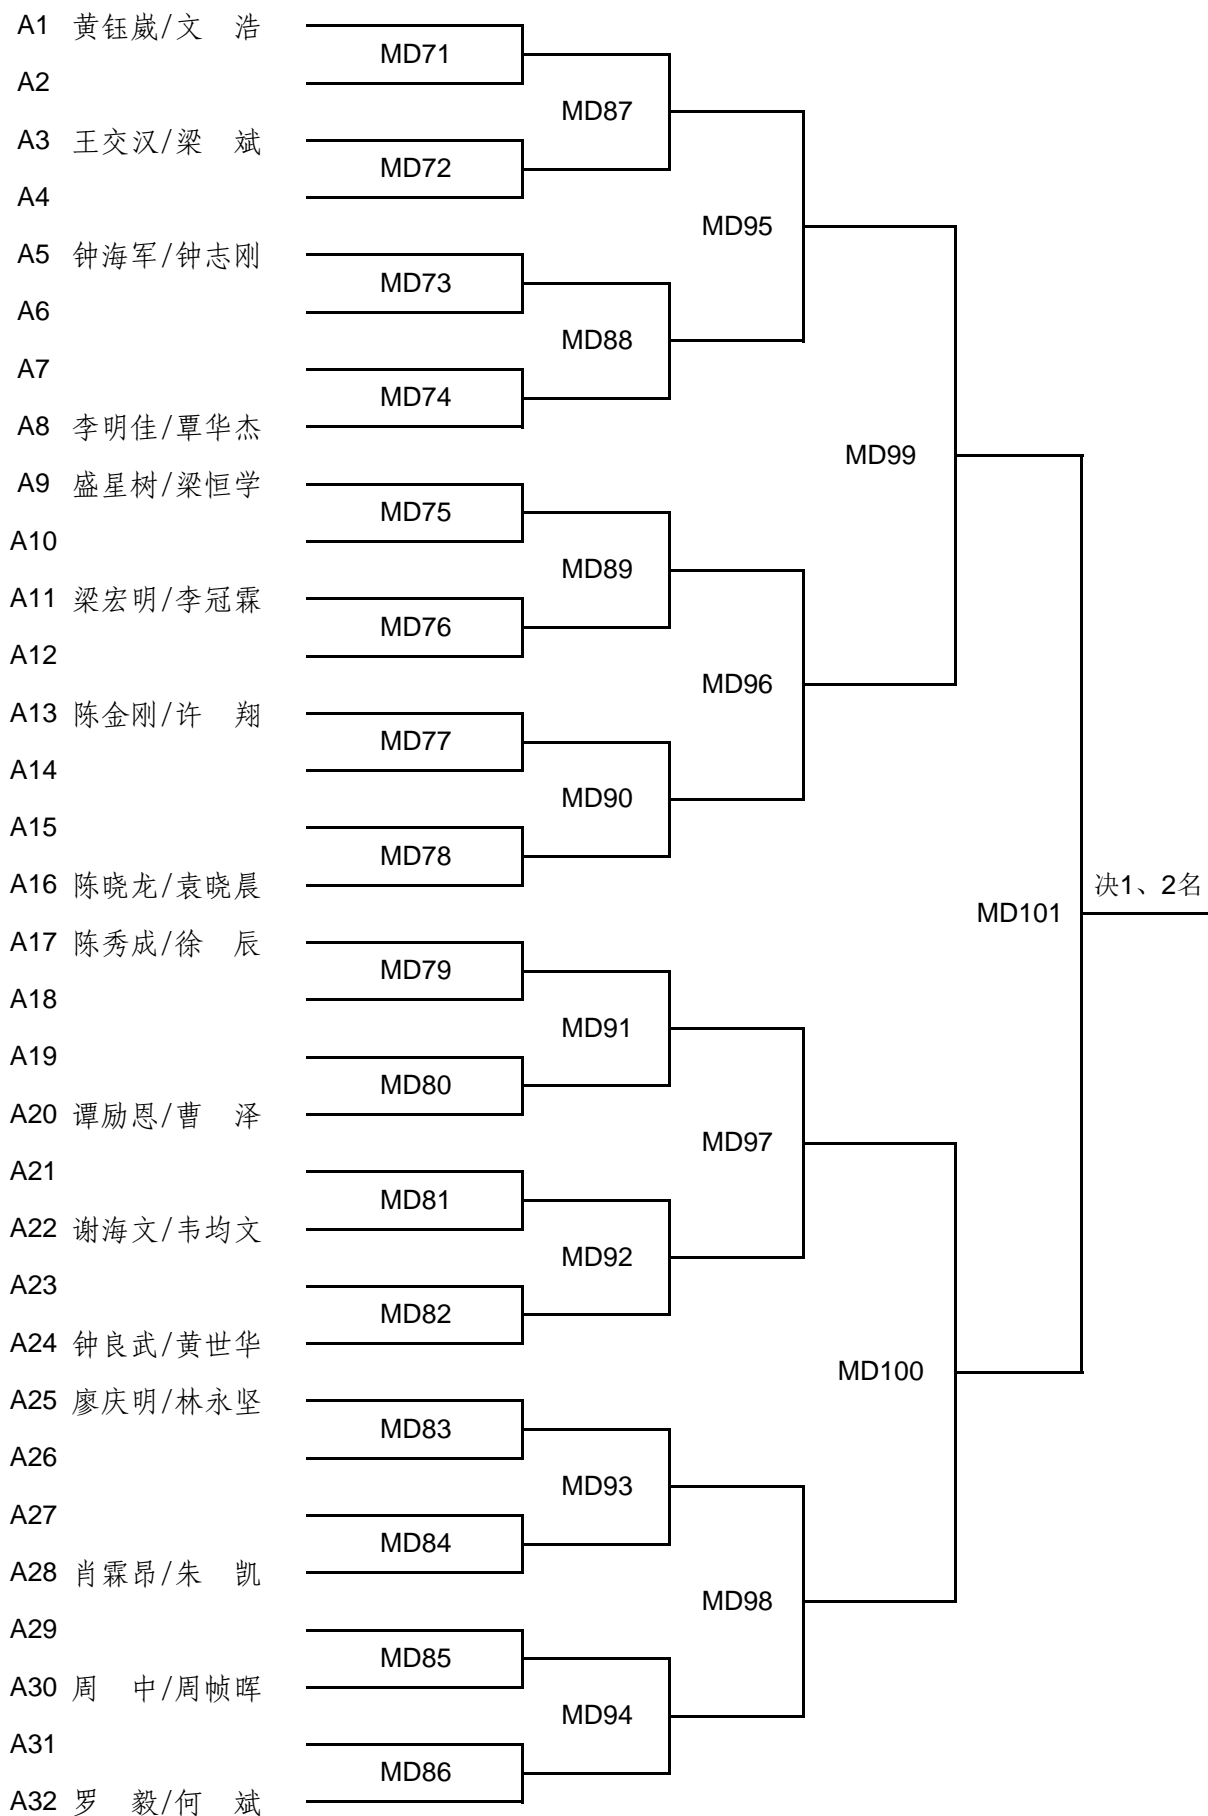 A1 黄钰崴/文　浩
MD71
A2
MD87
A3 王交汉/梁　斌
MD72
A4
MD95
A5 钟海军/钟志刚
MD73
A6
MD88
A7
MD74
A8 李明佳/覃华杰
MD99
A9 盛星树/梁恒学
MD75
A10
MD89
A11 梁宏明/李冠霖
MD76
A12
MD96
A13 陈金刚/许　翔
MD77
A14
MD90
A15
MD78
A16 陈晓龙/袁晓晨
决1、2名
MD101
A17 陈秀成/徐　辰
MD79
A18
MD91
A19
MD80
A20 谭励恩/曹　泽
MD97
A21
MD81
A22 谢海文/韦均文
MD92
A23
MD82
A24 钟良武/黄世华
MD100
A25 廖庆明/林永坚
MD83
A26
MD93
A27
MD84
A28 肖霖昂/朱　凯
MD98
A29
MD85
A30 周　中/周帧晖
MD94
A31
MD86
A32 罗　毅/何　斌